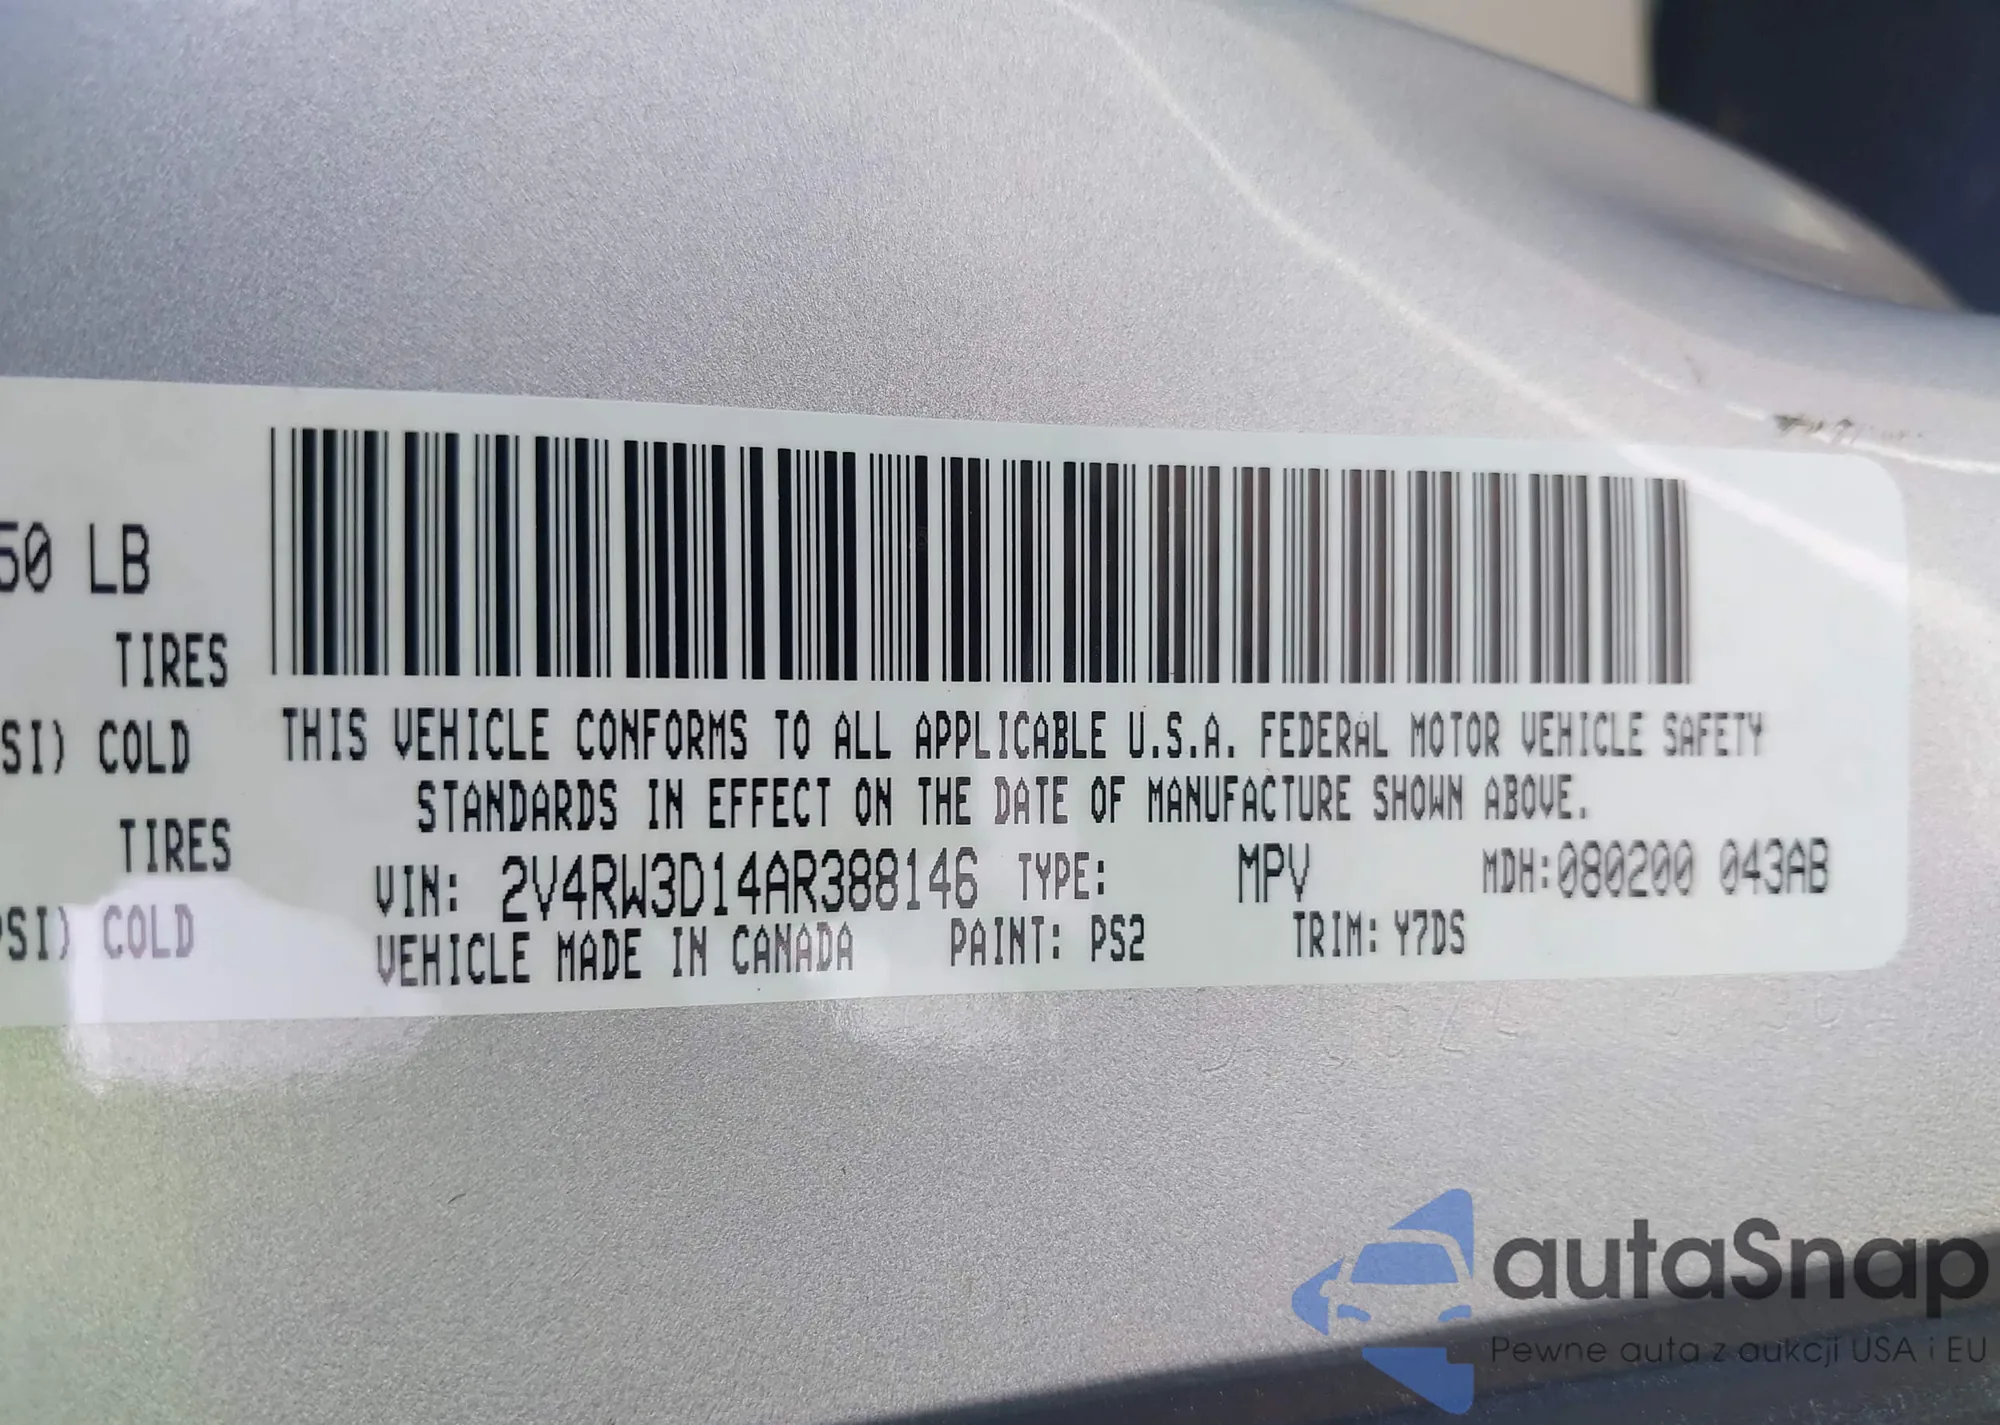 50 LB
TIRES
SI) COLD
TIRES
PSI) COLD
THIS VEHICLE CONFORMS TO ALL APPLICABLE U.S.A. FEDERAL MOTOR VEHICLE SAFETY
STANDARDS IN EFFECT ON THE DATE OF MANUFACTURE SHOWN ABOVE.
VIN: 2V4RW3D14AR388146 TYPE: MPV MDH:080200 043AB
VEHICLE MADE IN CANADA PAINT: PS2 TRIM: Y7DS
autaSnap
Pewne auta z aukcji USA i EU